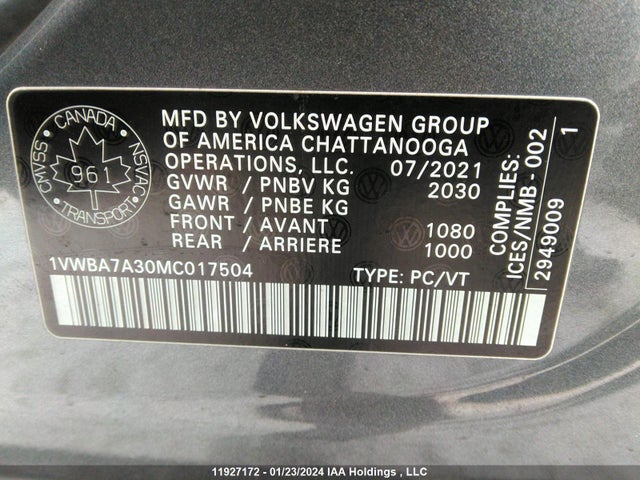 CANADA
CMVSS
NSVAC
961
TRANSPORT
MFD BY VOLKSWAGEN GROUP
OF AMERICA CHATTANOOGA
OPERATIONS, LLC. 07/2021
GVWR / PNBV KG 2030
GAWR / PNBE KG
FRONT / AVANT 1080
REAR / ARRIERE 1000
1VWBA7A30MC017504 TYPE: PC/VT
COMPLIES:
ICES/NMB-002
2949009 1
11927172 - 01/23/2024 IAA Holdings , LLC